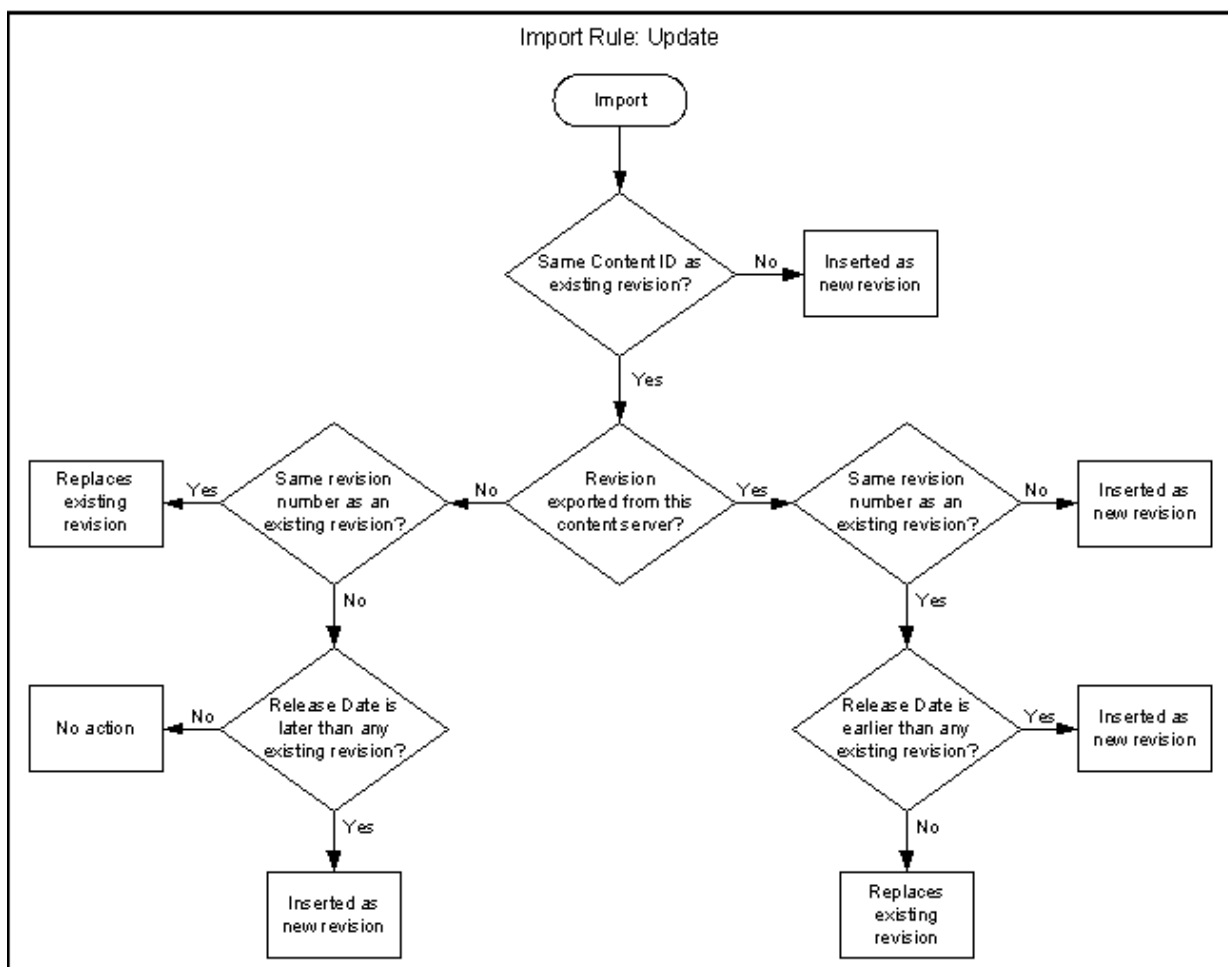 Import Rule: Update
Import
Same Content ID as
existing revision?
No
Inserted as
new revision
Yes
Replaces
existing
revision
Yes
Same revision
number as an
existing revision?
No
Revision
exported from this
content server?
Yes
Same revision
number as an
existing revision?
No
Inserted as
new revision
No
Yes
No action
No
Release Date is
later than any
existing revision?
Release Date is
earlier than any
existing revision?
Yes
Inserted as
new revision
Yes
No
Inserted as
new revision
Replaces
existing
revision